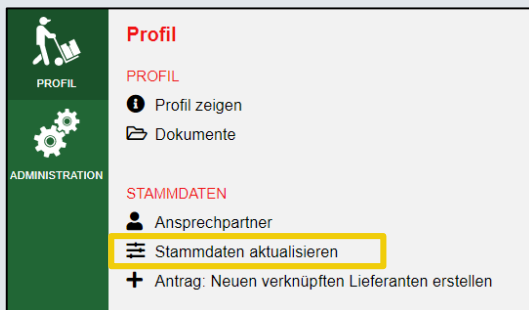 PROFIL
ADMINISTRATION
Profil
PROFIL
Profil zeigen
Dokumente
STAMMDATEN
Ansprechpartner
Stammdaten aktualisieren
Antrag: Neuen verknüpften Lieferanten erstellen